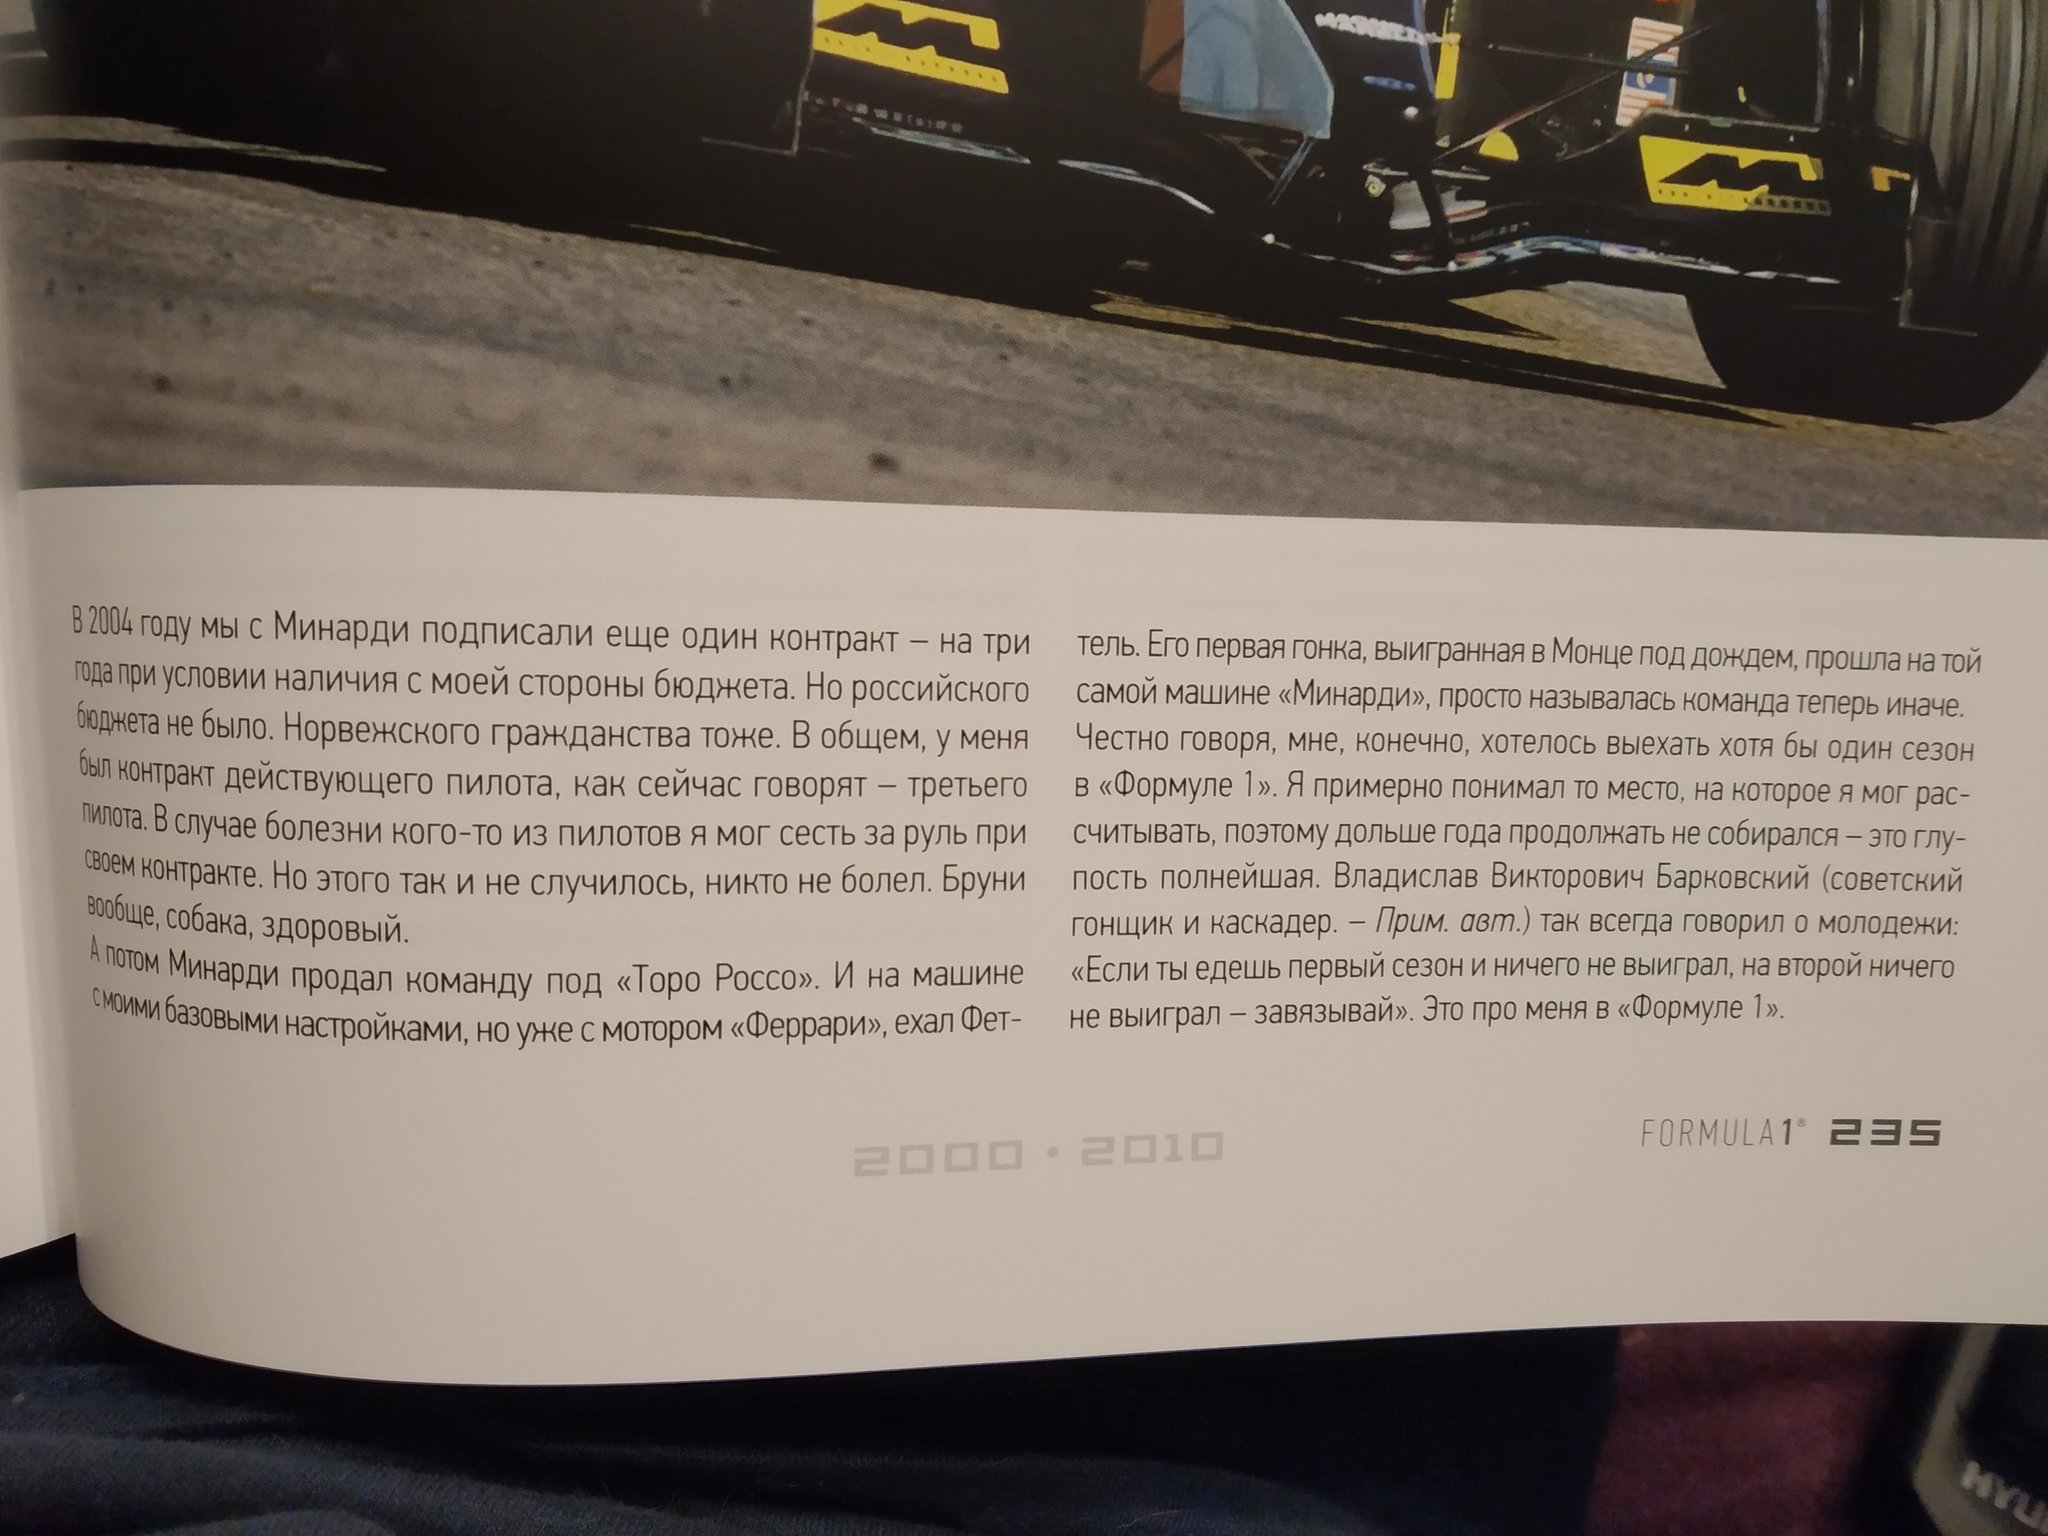 В 2004 году мы с Минарди подписали еще один контракт – на три
года при условии наличия с моей стороны бюджета. Но российского
бюджета не было. Норвежского гражданства тоже. В общем, у меня
был контракт действующего пилота, как сейчас говорят – третьего
пилота. В случае болезни кого-то из пилотов я мог сесть за руль при
своем контракте. Но этого так и не случилось, никто не болел. Бруни
вообще, собака, здоровый.
А потом Минарди продал команду под «Торо Россо». И на машине
с моими базовыми настройками, но уже с мотором «Феррари», ехал Фет-
тель. Его первая гонка, выигранная в Монце под дождем, прошла на той
самой машине «Минарди», просто называлась команда теперь иначе.
Честно говоря, мне, конечно, хотелось выехать хотя бы один сезон
в «Формуле 1». Я примерно понимал то место, на которое я мог рас-
считывать, поэтому дольше года продолжать не собирался – это глу-
пость полнейшая. Владислав Викторович Барковский (советский
гонщик и каскадер. – Прим. авт.) так всегда говорил о молодежи:
«Если ты едешь первый сезон и ничего не выиграл, на второй ничего
не выиграл – завязывай». Это про меня в «Формуле 1».
2000 • 2010
FORMULA 1® 235